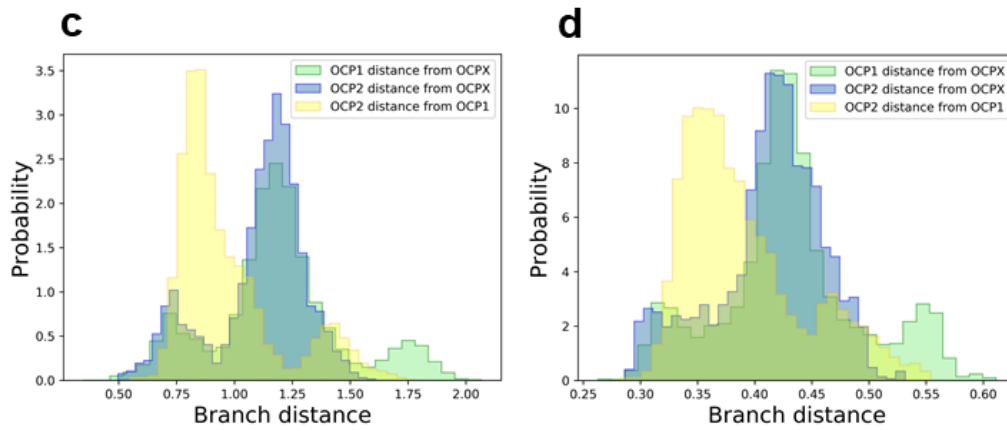 c
3.5
3.0
2.5
2.0
1.5
1.0
0.5
0.0
Probability
OCP1 distance from OCPX
OCP2 distance from OCPX
OCP2 distance from OCP1
0.50 0.75 1.00 1.25 1.50 1.75 2.00
Branch distance
d
10
8
6
4
2
0
Probability
OCP1 distance from OCPX
OCP2 distance from OCPX
OCP2 distance from OCP1
0.30 0.35 0.40 0.45 0.50 0.55 0.60
Branch distance